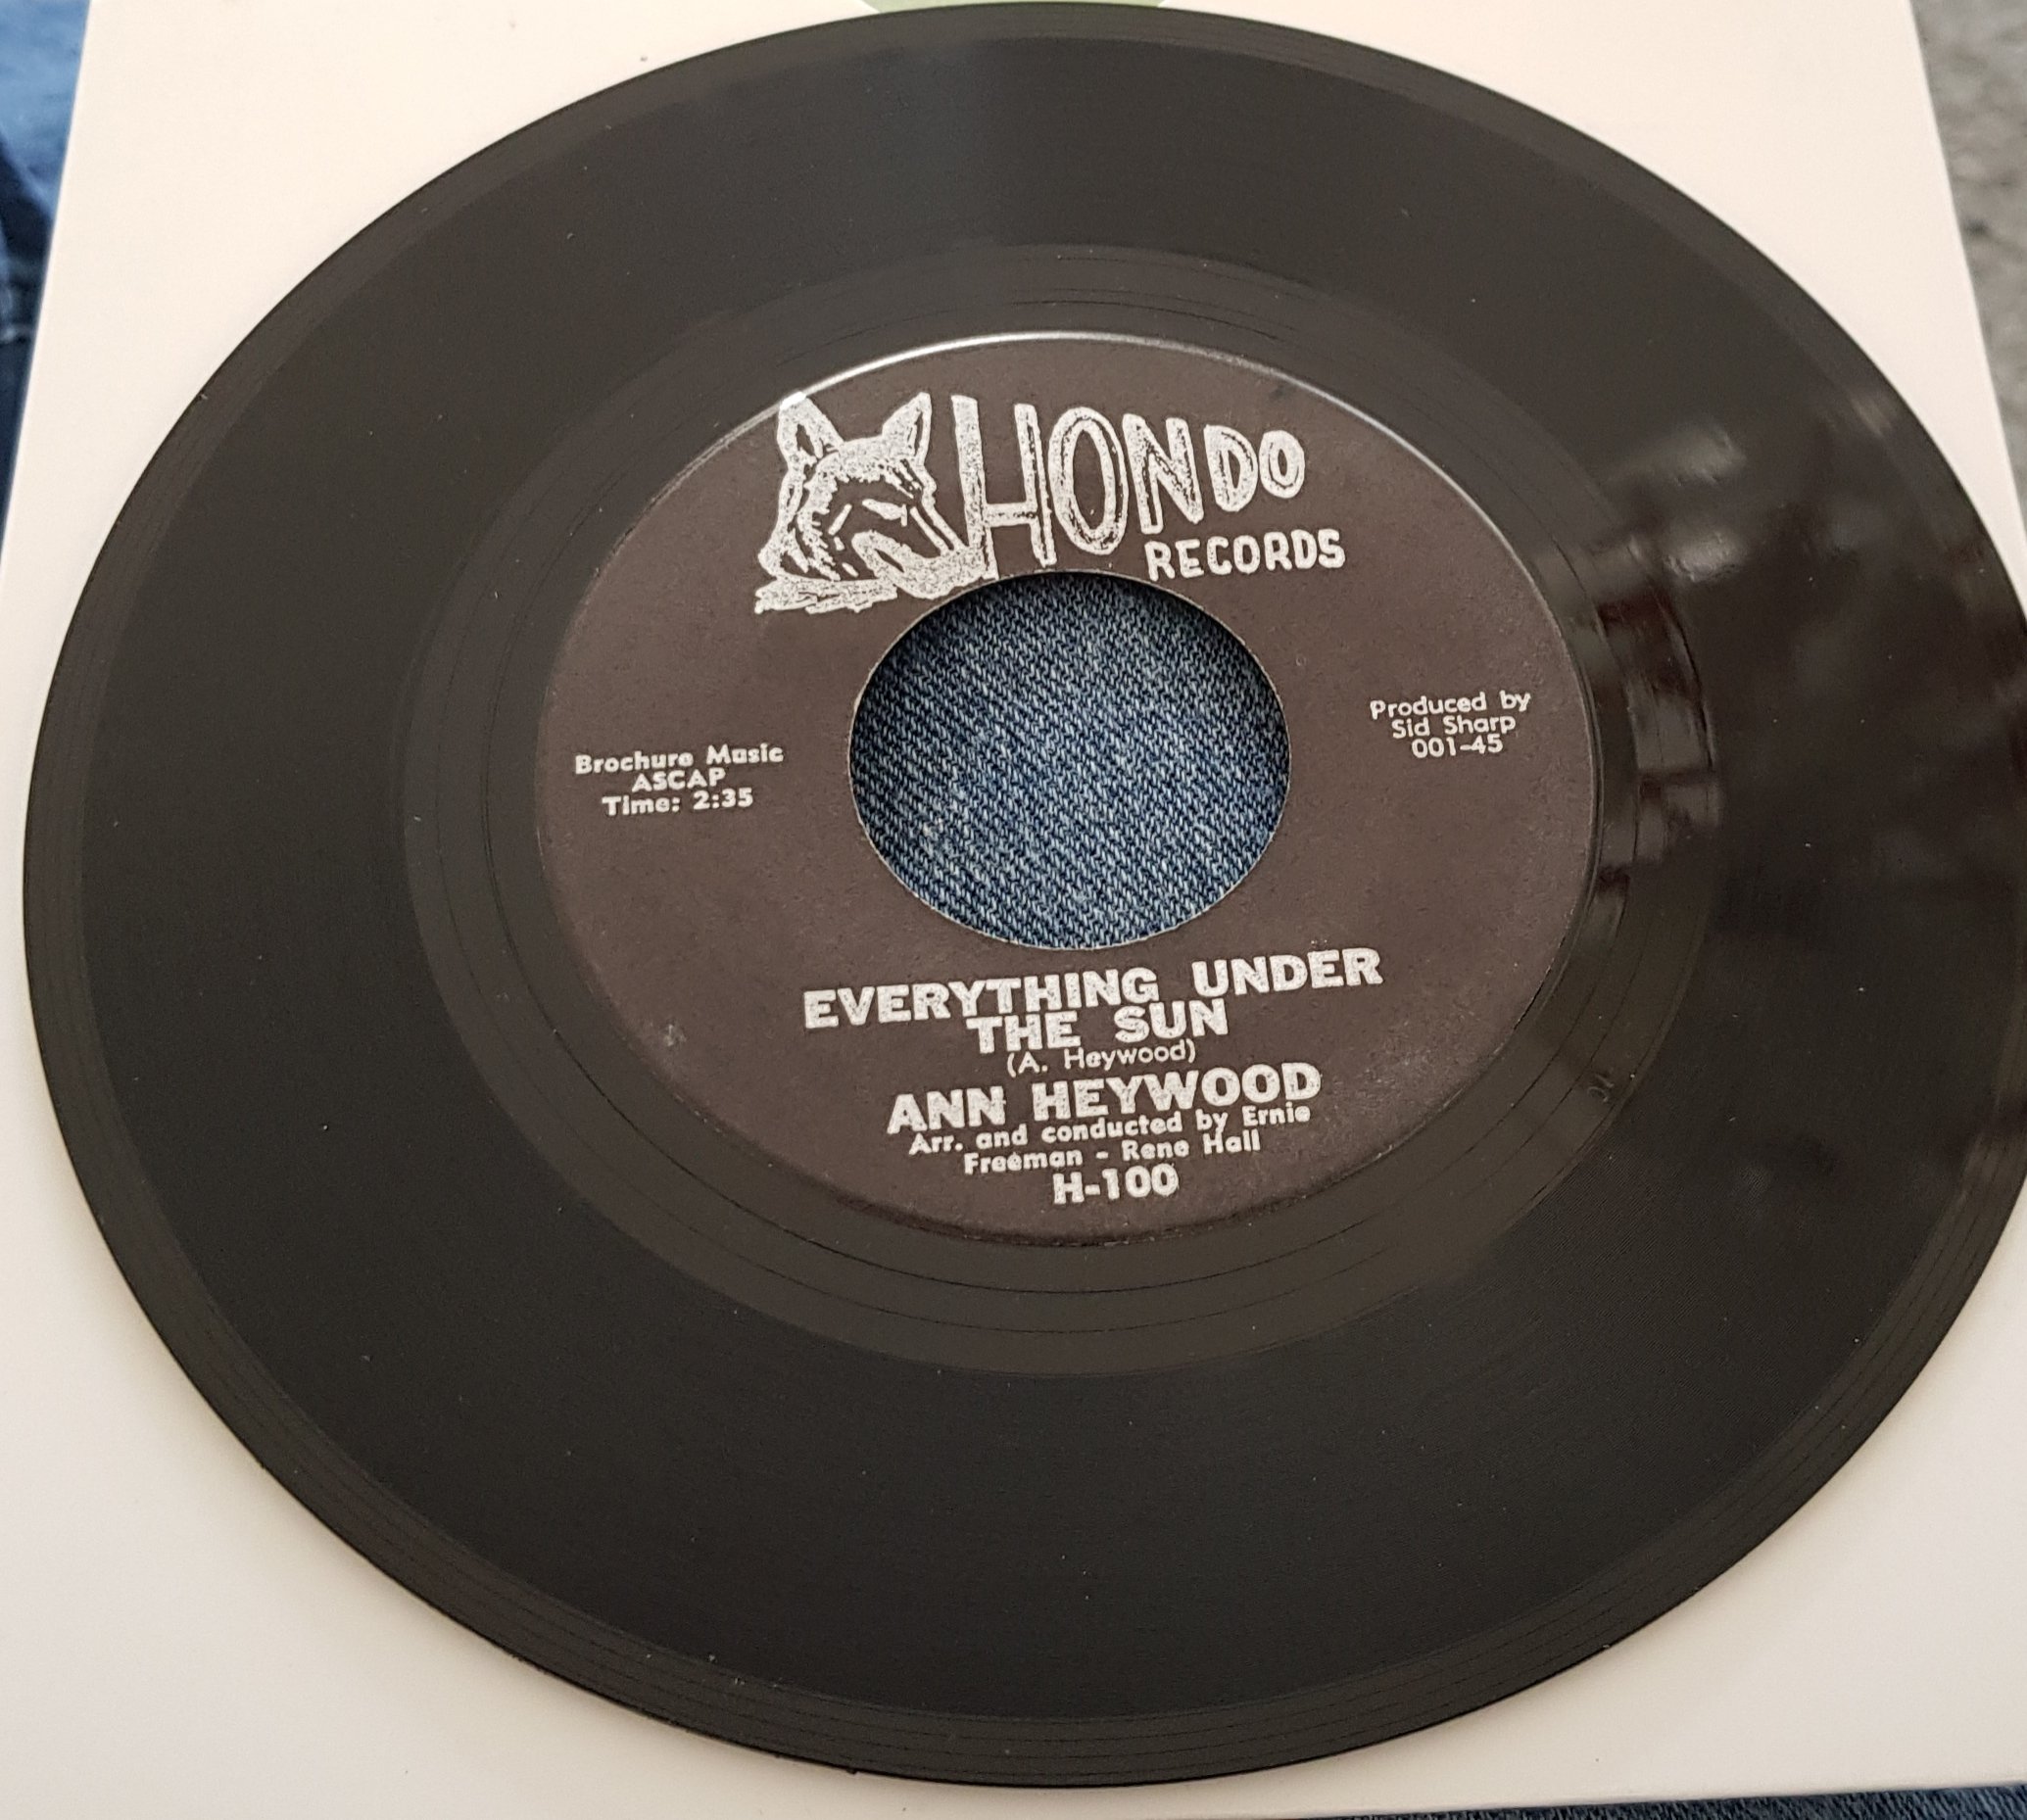 HONDO
RECORDS
Brochure Music
ASCAP
Time: 2:35
Produced by
Sid Sharp
001-45
EVERYTHING UNDER
THE SUN
(A. Heywood)
ANN HEYWOOD
Arr. and conducted by Ernie
Freeman - Rene Hall
H-100